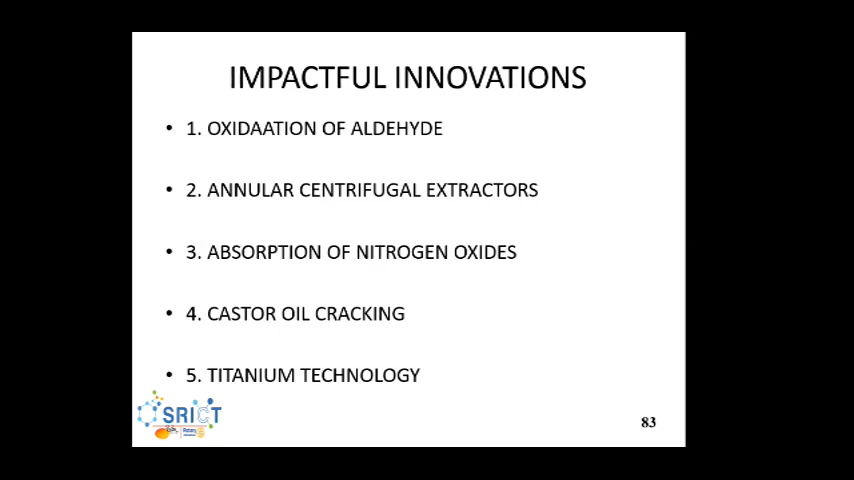 IMPACTFUL INNOVATIONS
• 1. OXIDAATION OF ALDEHYDE
• 2. ANNULAR CENTRIFUGAL EXTRACTORS
• 3. ABSORPTION OF NITROGEN OXIDES
• 4. CASTOR OIL CRACKING
• 5. TITANIUM TECHNOLOGY
SRICT
Rotary
83